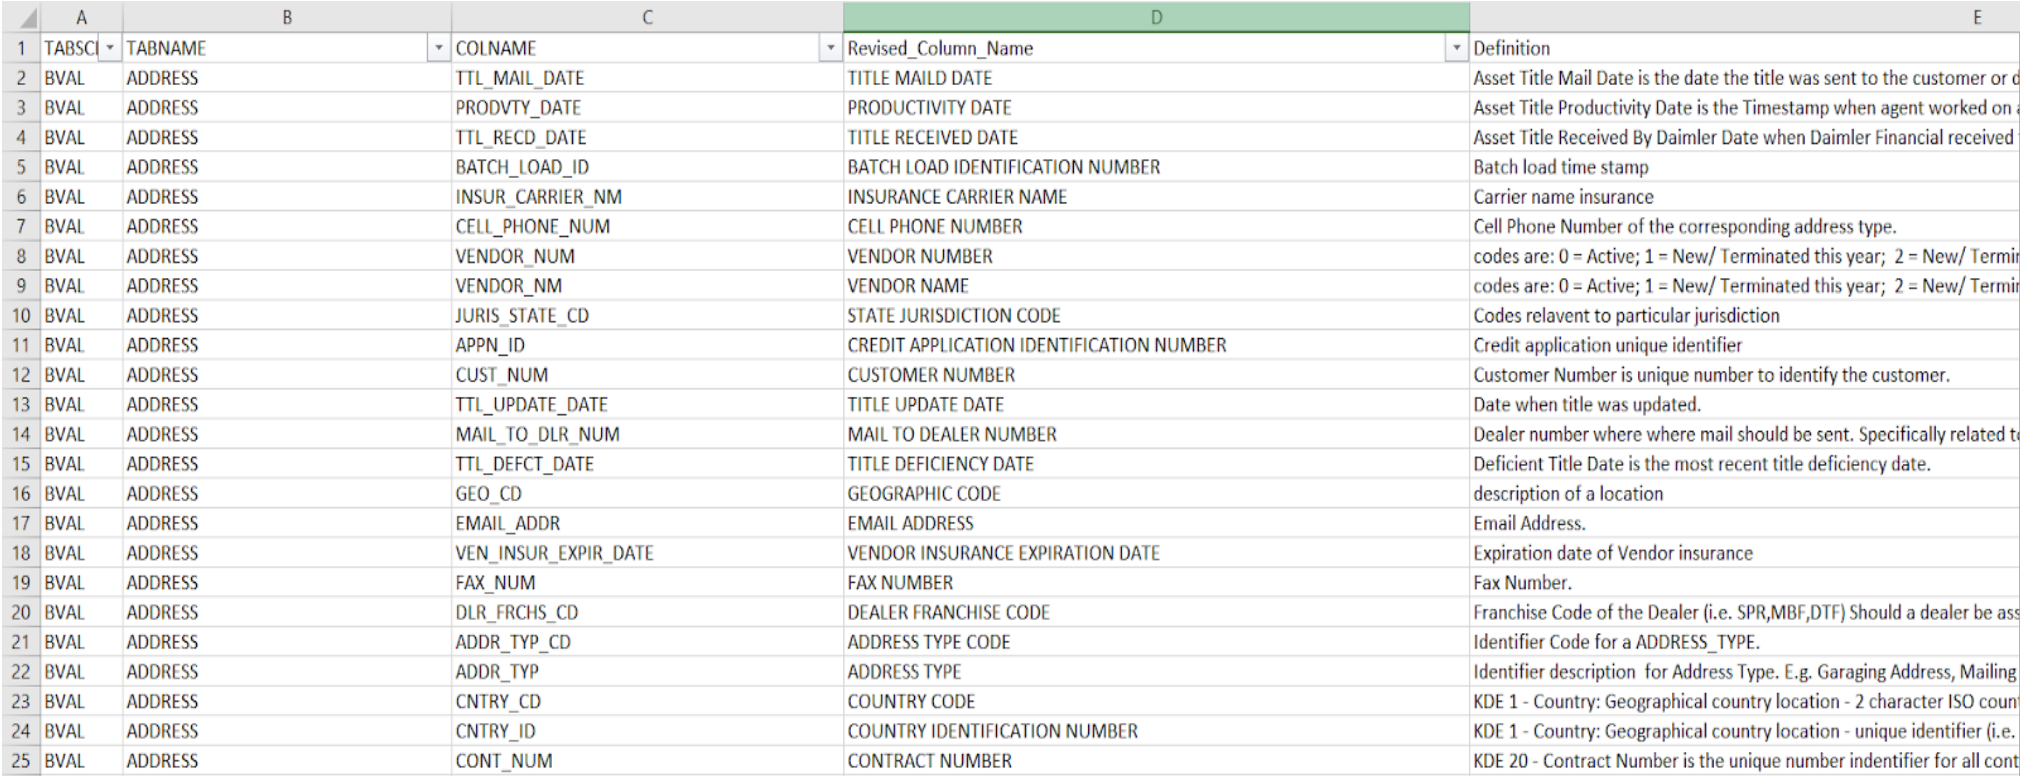 A B C D E
1 TABSCI TABNAME COLNAME Revised_Column_Name Definition
2 BVAL ADDRESS TTL_MAIL_DATE TITLE MAILD DATE Asset Title Mail Date is the date the title was sent to the customer or d
3 BVAL ADDRESS PRODVTY_DATE PRODUCTIVITY DATE Asset Title Productivity Date is the Timestamp when agent worked on a
4 BVAL ADDRESS TTL_RECD_DATE TITLE RECEIVED DATE Asset Title Received By Daimler Date when Daimler Financial received
5 BVAL ADDRESS BATCH_LOAD_ID BATCH LOAD IDENTIFICATION NUMBER Batch load time stamp
6 BVAL ADDRESS INSUR_CARRIER_NM INSURANCE CARRIER NAME Carrier name insurance
7 BVAL ADDRESS CELL_PHONE_NUM CELL PHONE NUMBER Cell Phone Number of the corresponding address type.
8 BVAL ADDRESS VENDOR_NUM VENDOR NUMBER codes are: 0 = Active; 1 = New/ Terminated this year; 2 = New/ Termin
9 BVAL ADDRESS VENDOR_NM VENDOR NAME codes are: 0 = Active; 1 = New/ Terminated this year; 2 = New/ Termin
10 BVAL ADDRESS JURIS_STATE_CD STATE JURISDICTION CODE Codes relavent to particular jurisdiction
11 BVAL ADDRESS APPN_ID CREDIT APPLICATION IDENTIFICATION NUMBER Credit application unique identifier
12 BVAL ADDRESS CUST_NUM CUSTOMER NUMBER Customer Number is unique number to identify the customer.
13 BVAL ADDRESS TTL_UPDATE_DATE TITLE UPDATE DATE Date when title was updated.
14 BVAL ADDRESS MAIL_TO_DLR_NUM MAIL TO DEALER NUMBER Dealer number where where mail should be sent. Specifically related to
15 BVAL ADDRESS TTL_DEFCT_DATE TITLE DEFICIENCY DATE Deficient Title Date is the most recent title deficiency date.
16 BVAL ADDRESS GEO_CD GEOGRAPHIC CODE description of a location
17 BVAL ADDRESS EMAIL_ADDR EMAIL ADDRESS Email Address.
18 BVAL ADDRESS VEN_INSUR_EXPIR_DATE VENDOR INSURANCE EXPIRATION DATE Expiration date of Vendor insurance
19 BVAL ADDRESS FAX_NUM FAX NUMBER Fax Number.
20 BVAL ADDRESS DLR_FRCHS_CD DEALER FRANCHISE CODE Franchise Code of the Dealer (i.e. SPR,MBF,DTF) Should a dealer be ass
21 BVAL ADDRESS ADDR_TYP_CD ADDRESS TYPE CODE Identifier Code for a ADDRESS_TYPE.
22 BVAL ADDRESS ADDR_TYP ADDRESS TYPE Identifier description for Address Type. E.g. Garaging Address, Mailing
23 BVAL ADDRESS CNTRY_CD COUNTRY CODE KDE 1 - Country: Geographical country location - 2 character ISO coun
24 BVAL ADDRESS CNTRY_ID COUNTRY IDENTIFICATION NUMBER KDE 1 - Country: Geographical country location - unique identifier (i.e.
25 BVAL ADDRESS CONT_NUM CONTRACT NUMBER KDE 20 - Contract Number is the unique number indentifier for all cont